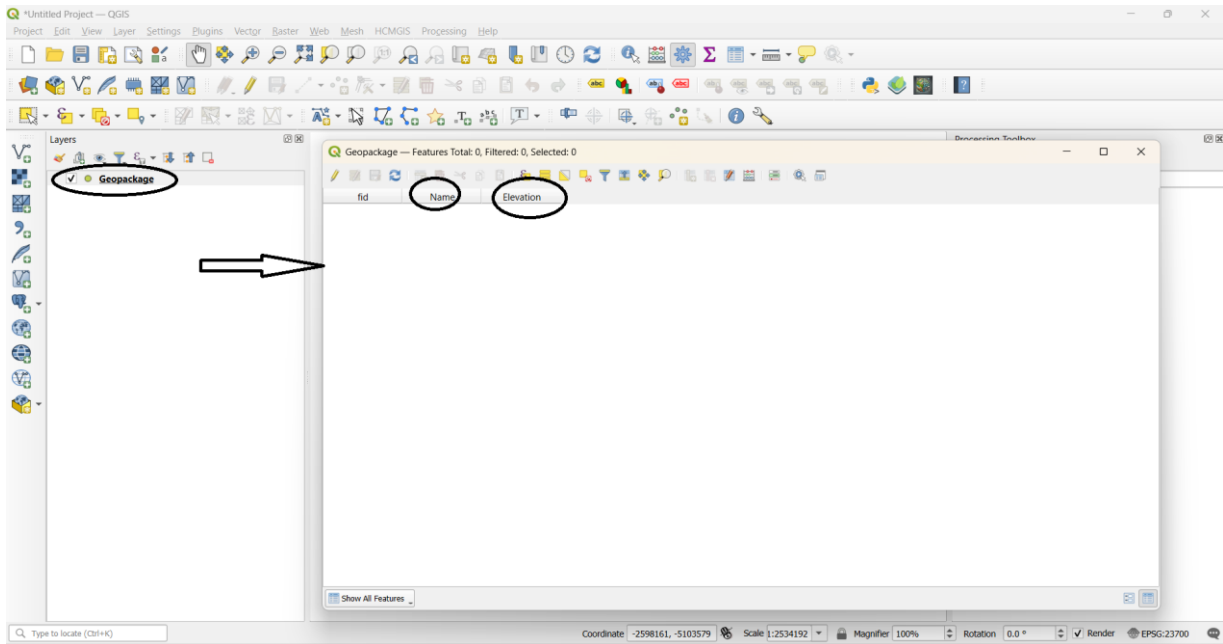 *Untitled Project — QGIS
Project Edit View Layer Settings Plugins Vector Raster Web Mesh HCMGIS Processing Help
Layers
Processing Toolbox
Geopackage
Geopackage — Features Total: 0, Filtered: 0, Selected: 0
fid Name Elevation
Show All Features
Type to locate (Ctrl+K) Coordinate -2598161, -5103579 Scale 1:2534192 Magnifier 100% Rotation 0.0 ° Render EPSG:23700